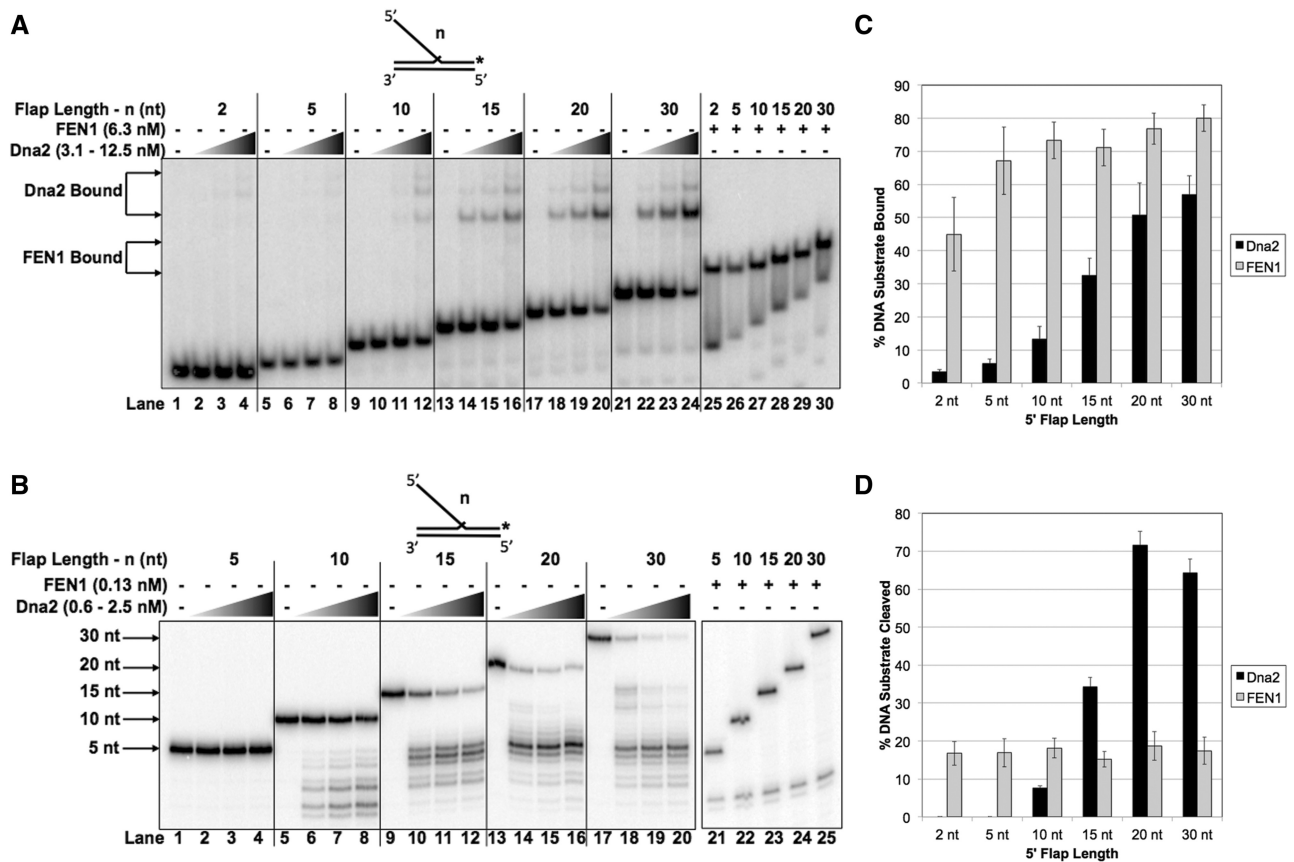 A
5′
n
*
3′
5′
Flap Length - n (nt) 2 5 10 15 20 30 2 5 10 15 20 30
FEN1 (6.3 nM) - - - - - - - - - - - - - - - - - - - - - - - - + + + + + +
Dna2 (3.1 - 12.5 nM) - - - - - - - - - - - -
Dna2 Bound
FEN1 Bound
Lane 1 2 3 4 5 6 7 8 9 10 11 12 13 14 15 16 17 18 19 20 21 22 23 24 25 26 27 28 29 30
B
5′
n
*
3′
5′
Flap Length - n (nt) 5 10 15 20 30 5 10 15 20 30
FEN1 (0.13 nM) - - - - - - - - - - - - - - - - - - - - + + + + +
Dna2 (0.6 - 2.5 nM) - - - - - - - - - -
30 nt
20 nt
15 nt
10 nt
5 nt
Lane 1 2 3 4 5 6 7 8 9 10 11 12 13 14 15 16 17 18 19 20 21 22 23 24 25
C
% DNA Substrate Bound
90
80
70
60
50
40
30
20
10
0
2 nt 5 nt 10 nt 15 nt 20 nt 30 nt
5' Flap Length
Dna2
FEN1
D
% DNA Substrate Cleaved
80
70
60
50
40
30
20
10
0
2 nt 5 nt 10 nt 15 nt 20 nt 30 nt
5' Flap Length
Dna2
FEN1